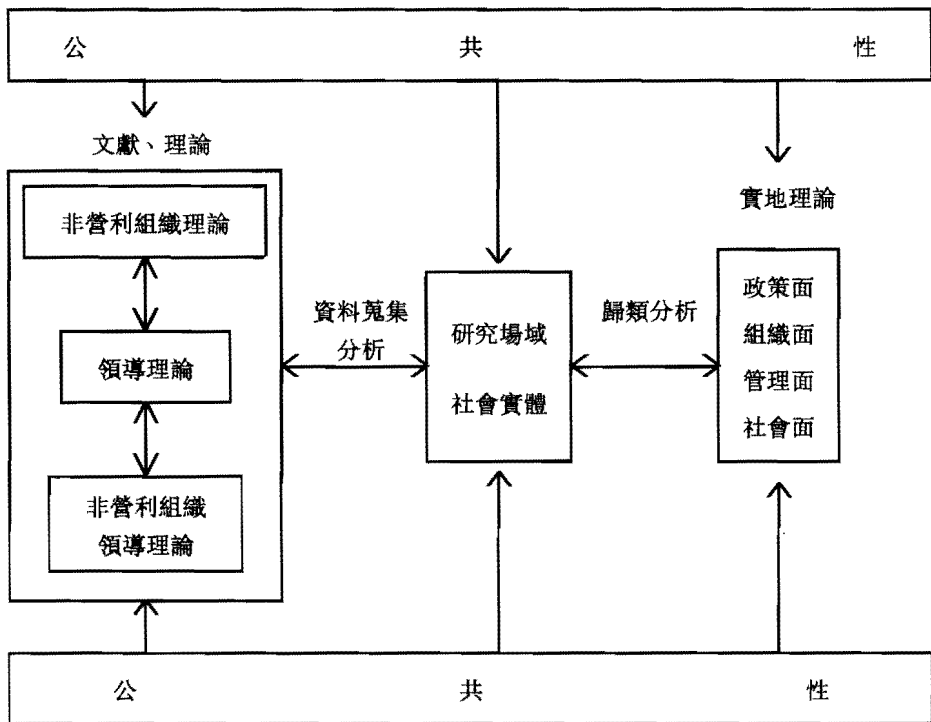 公 共 性
文獻、理論
非營利組織理論
領導理論
非營利組織
領導理論
資料蒐集
分析
研究場域
社會實體
歸類分析
實地理論
政策面
組織面
管理面
社會面
公 共 性